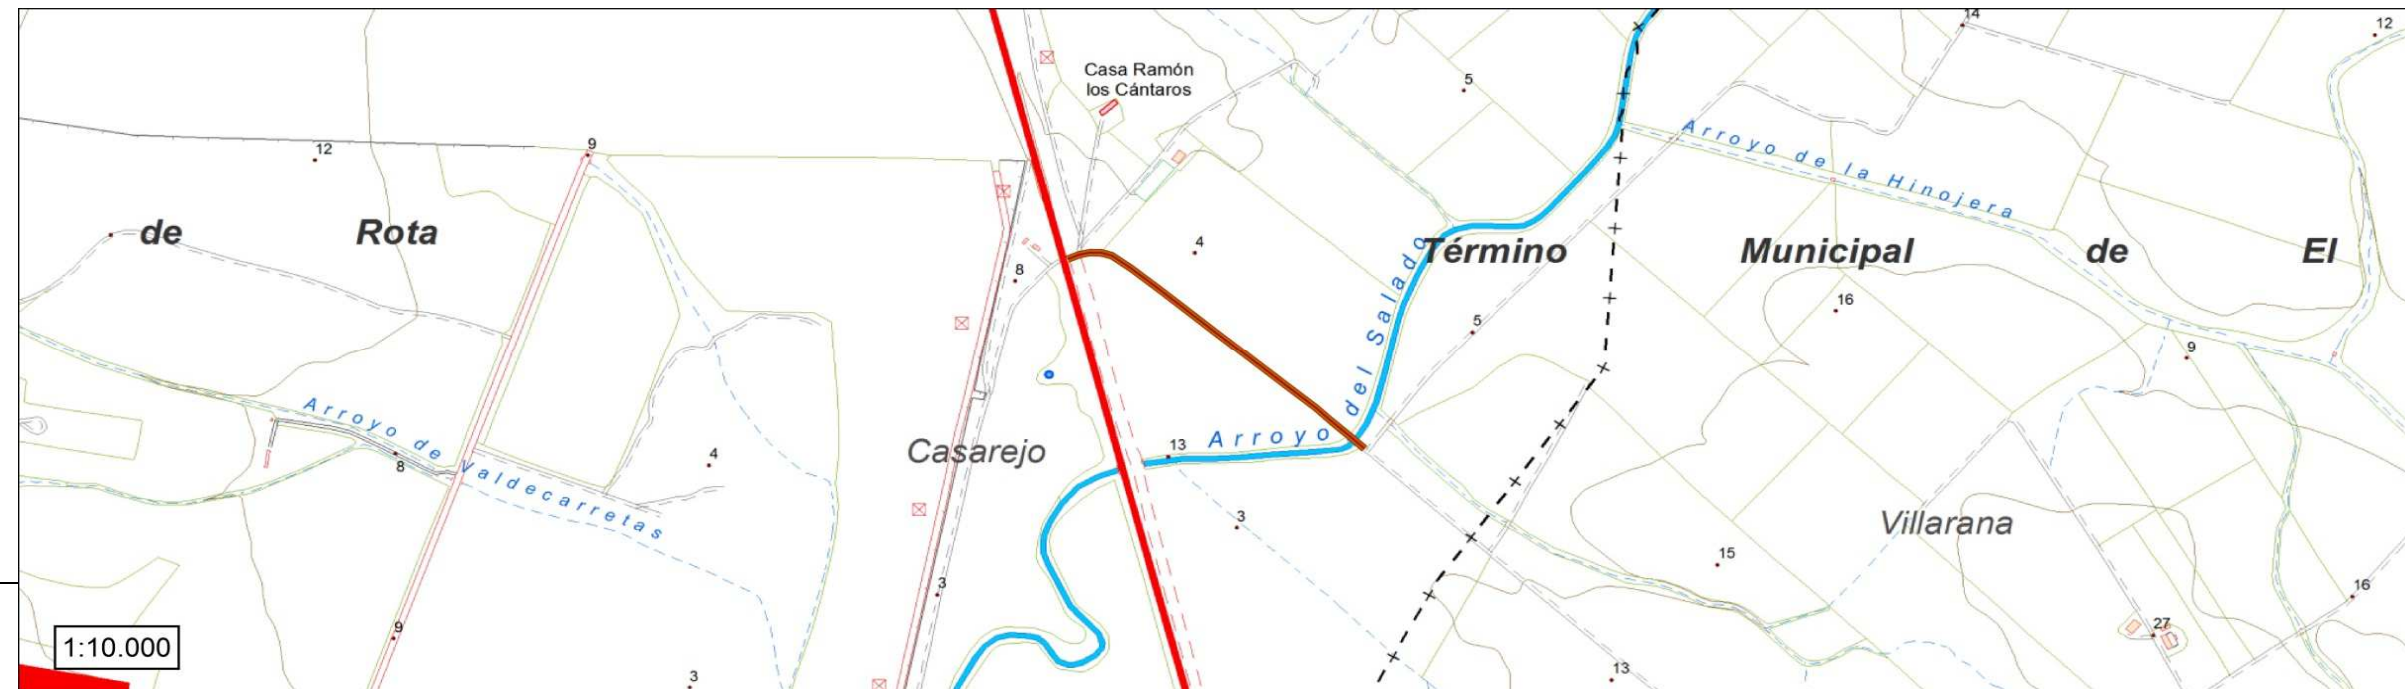 14
12
Casa Ramón
los Cántaros
5
Arroyo de la Hinojera
12
9
de Rota
4
Término Municipal de El
8
16
5
9
Arroyo del Salado
Arroyo de Valdecarretas
Casarejo
13
4
8
3
Villarana
15
3
16
9
27
1:10.000
3
13